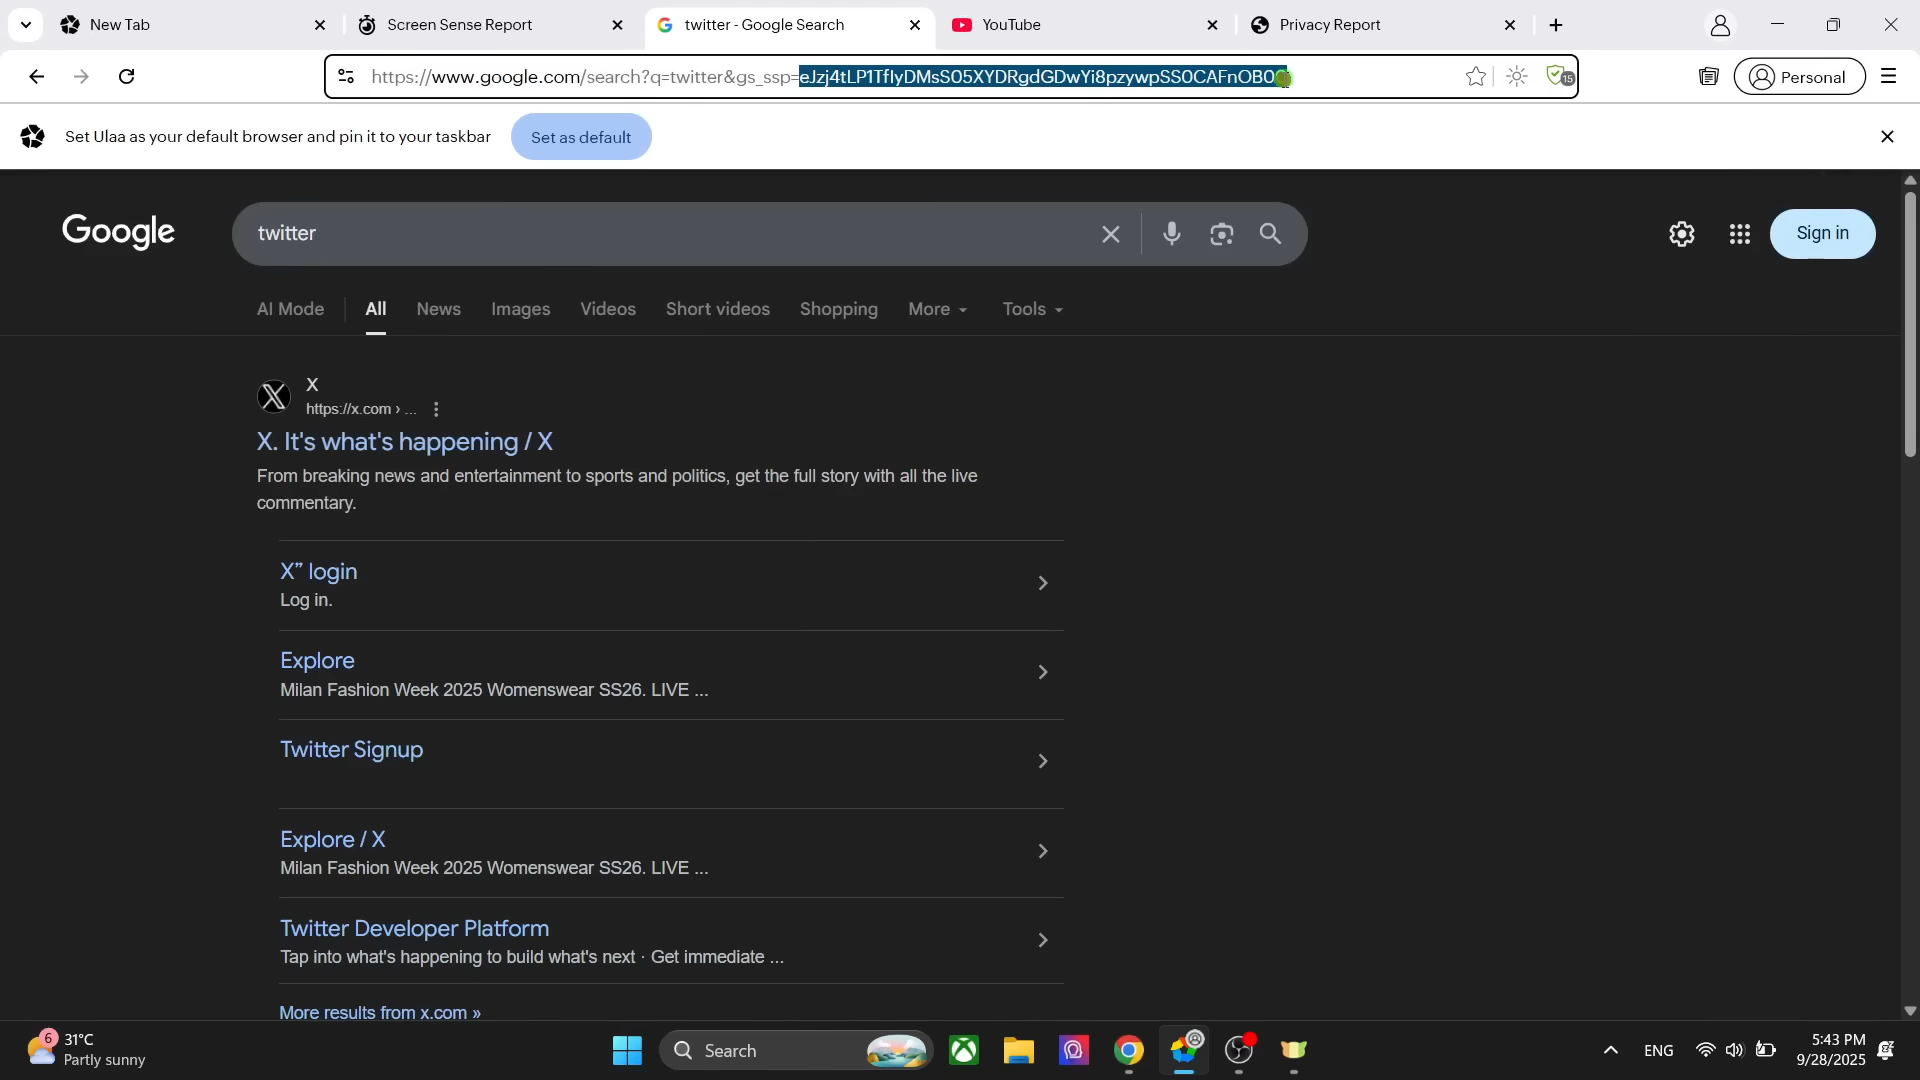 New Tab
Screen Sense Report
twitter - Google Search
YouTube
Privacy Report
https://www.google.com/search?q=twitter&gs_ssp=eJzj4tLP1TfIyDMsS05XYDRgdGDwYi8pzywpSS0CAFnOB0
15
Personal
Set Ulaa as your default browser and pin it to your taskbar
Set as default
Google
twitter
Sign in
AI Mode
All
News
Images
Videos
Short videos
Shopping
More
Tools
X
https://x.com › ...
X. It's what's happening / X
From breaking news and entertainment to sports and politics, get the full story with all the live
commentary.
X” login
Log in.
Explore
Milan Fashion Week 2025 Womenswear SS26. LIVE ...
Twitter Signup
Explore / X
Milan Fashion Week 2025 Womenswear SS26. LIVE ...
Twitter Developer Platform
Tap into what's happening to build what's next · Get immediate ...
More results from x.com »
6
31°C
Partly sunny
Search
ENG
5:43 PM
9/28/2025